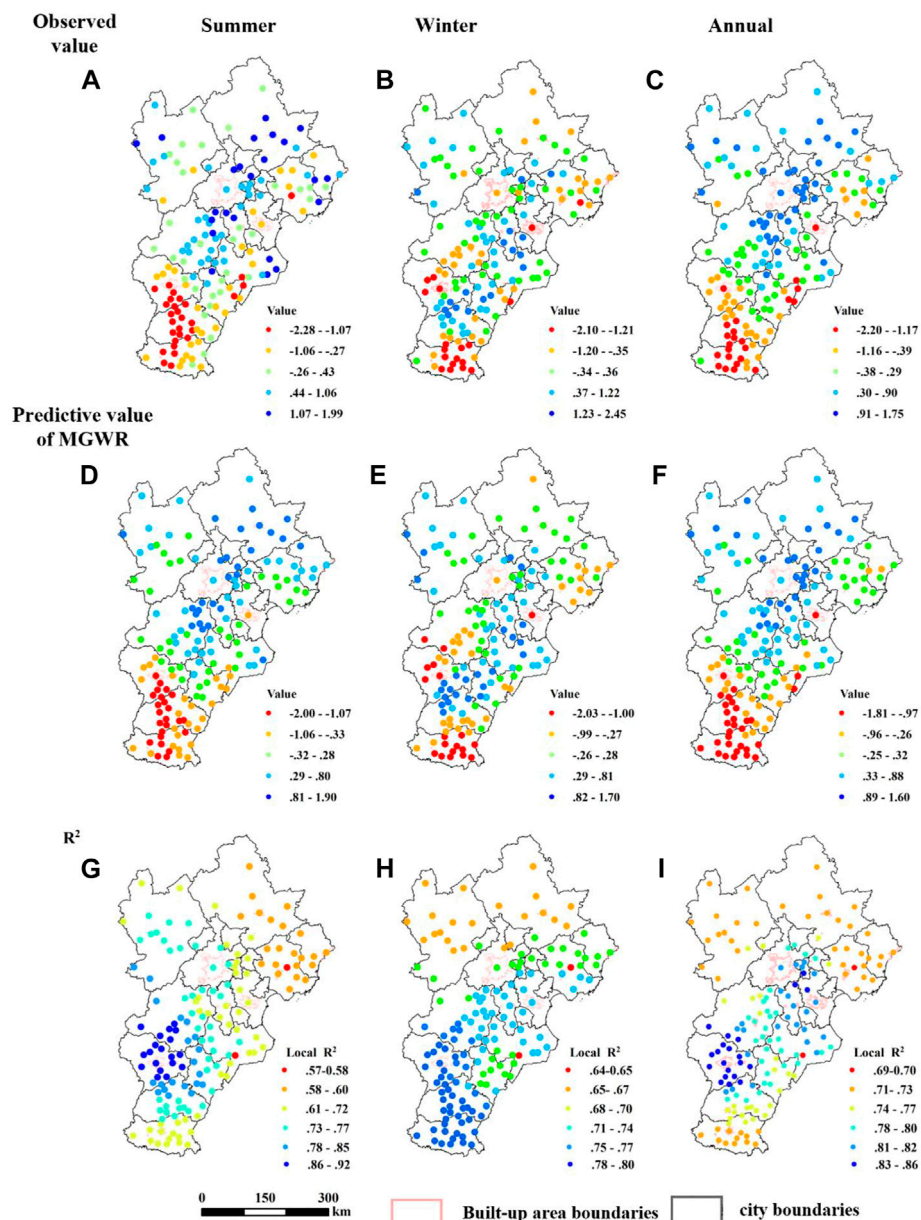 Observed value
Summer
Winter
Annual
A
B
C
Value
-2.28 - -1.07
-1.06 - -.27
-.26 - .43
.44 - 1.06
1.07 - 1.99
Value
-2.10 - -1.21
-1.20 - -.35
-.34 - .36
.37 - 1.22
1.23 - 2.45
Value
-2.20 - -1.17
-1.16 - -.39
-.38 - .29
.30 - .90
.91 - 1.75
Predictive value of MGWR
D
E
F
Value
-2.00 - -1.07
-1.06 - -.33
-.32 - .28
.29 - .80
.81 - 1.90
Value
-2.03 - -1.00
-.99 - -.27
-.26 - .28
.29 - .81
.82 - 1.70
Value
-1.81 - -.97
-.96 - -.26
-.25 - .32
.33 - .88
.89 - 1.60
R²
G
H
I
Local R²
.57-0.58
.58 - .60
.61 - .72
.73 - .77
.78 - .85
.86 - .92
Local R²
.64-0.65
.65- .67
.68 - .70
.71 - .74
.75 - .77
.78 - .80
Local R²
.69-0.70
.71 - .73
.74 - .77
.78 - .80
.81 - .82
.83 - .86
0 150 300
km
Built-up area boundaries
city boundaries